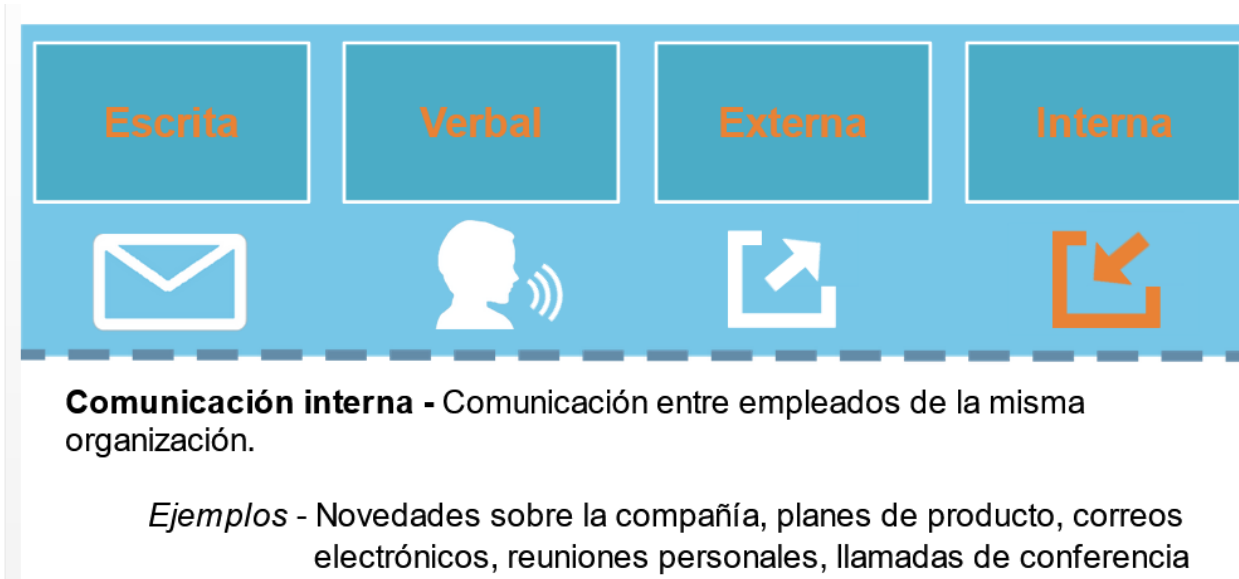 Escrita Verbal Externa Interna
Comunicación interna - Comunicación entre empleados de la misma
organización.
Ejemplos - Novedades sobre la compañía, planes de producto, correos
electrónicos, reuniones personales, llamadas de conferencia